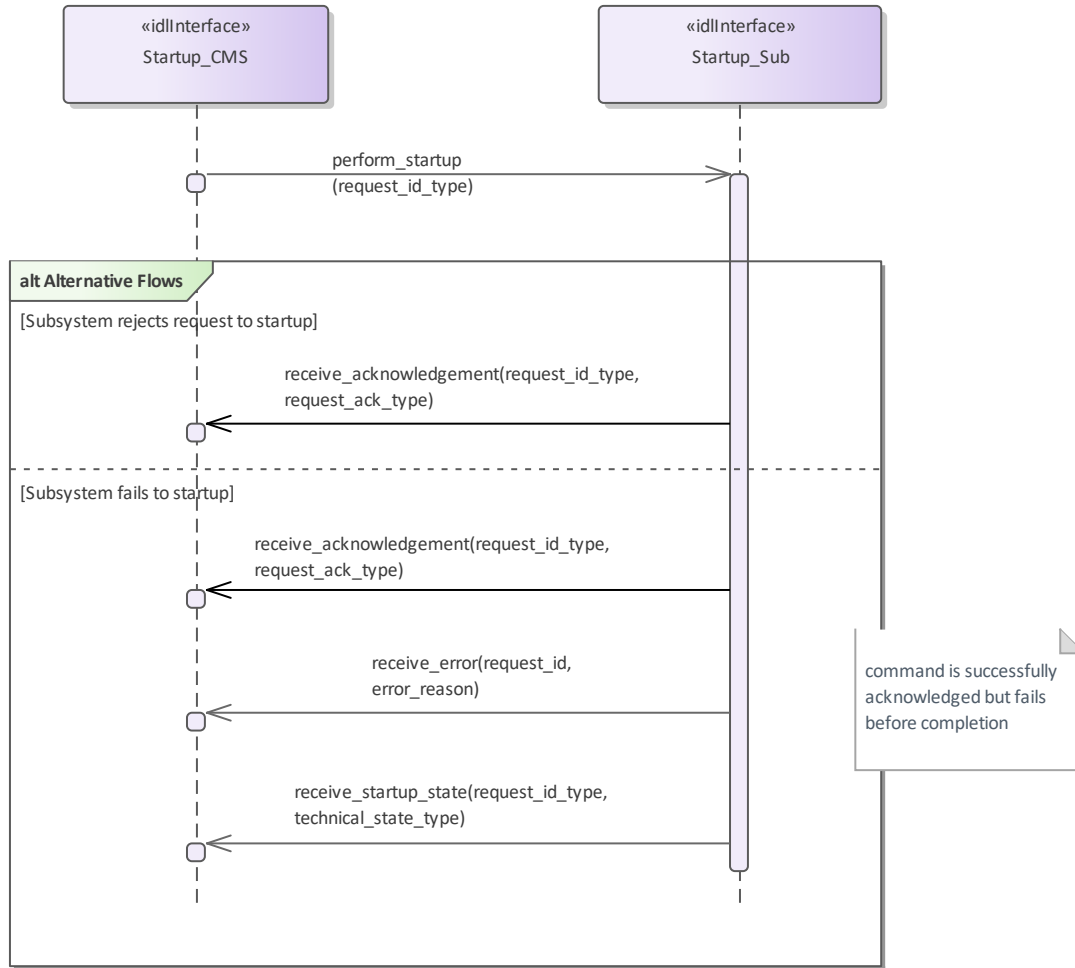 «idlInterface»
Startup_CMS
«idlInterface»
Startup_Sub
perform_startup
(request_id_type)
alt Alternative Flows
[Subsystem rejects request to startup]
receive_acknowledgement(request_id_type,
request_ack_type)
[Subsystem fails to startup]
receive_acknowledgement(request_id_type,
request_ack_type)
receive_error(request_id,
error_reason)
command is successfully
acknowledged but fails
before completion
receive_startup_state(request_id_type,
technical_state_type)